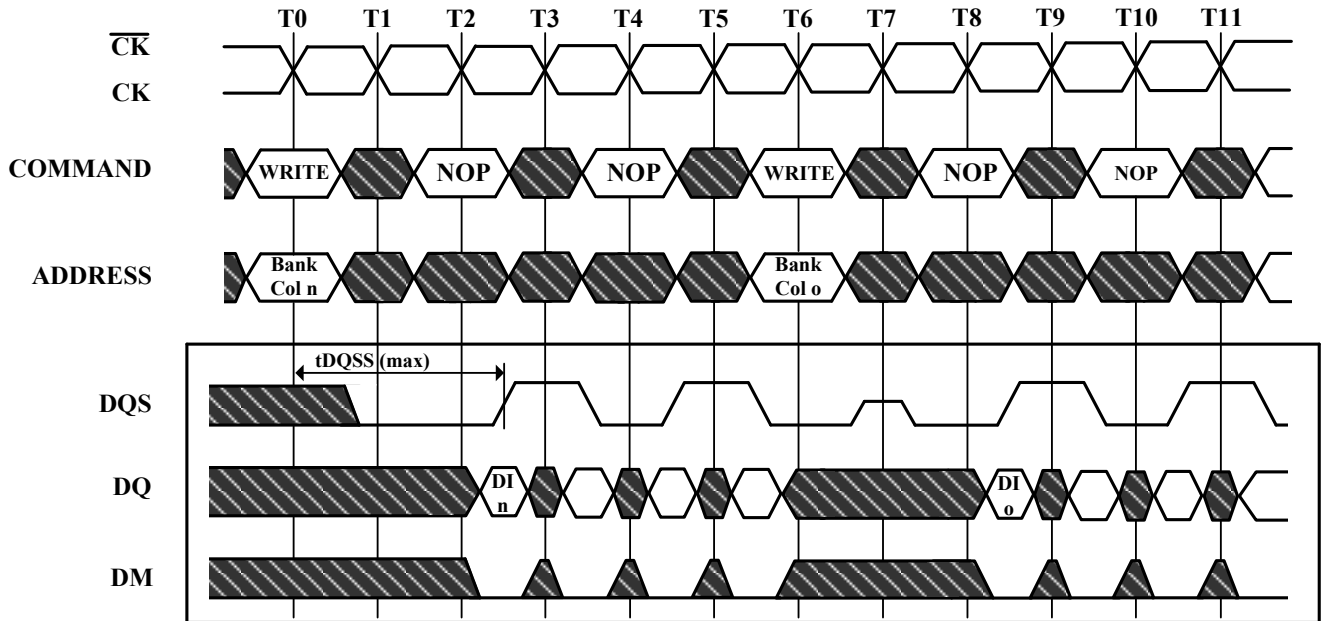 T0 T1 T2 T3 T4 T5 T6 T7 T8 T9 T10 T11
CK
CK
COMMAND WRITE NOP NOP WRITE NOP NOP
ADDRESS Bank Col n Bank Col o
tDQSS (max)
DQS
DQ DI n DI o
DM